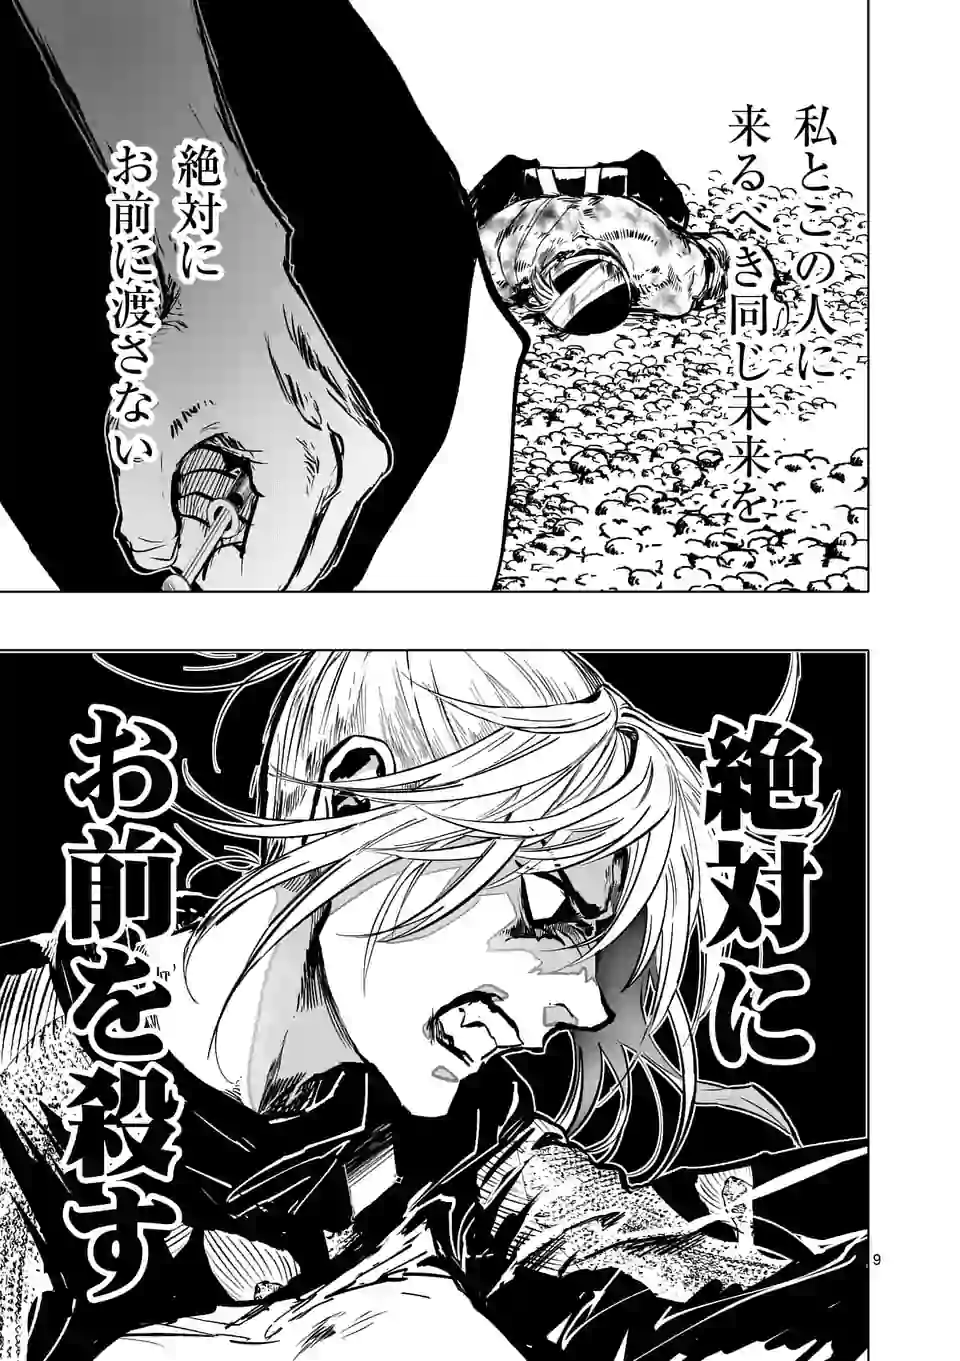 私とこの人に
来るべき同じ未来を
絶対に
お前に渡さない
絶対に
お前を殺す
9